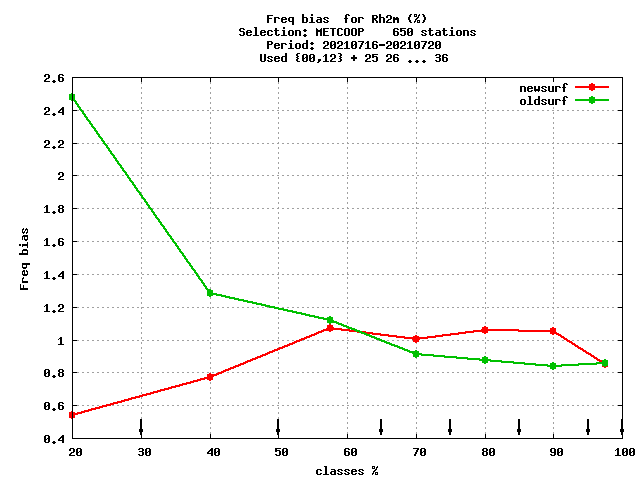 Freq bias  for Rh2m (%)
Selection: METCOOP    650 stations
Period: 20210716-20210720
Used {00,12} + 25 26 ... 36
newsurf
oldsurf
2.6
2.4
2.2
2
1.8
1.6
1.4
1.2
1
0.8
0.6
0.4
Freq bias
20 30 40 50 60 70 80 90 100
classes %